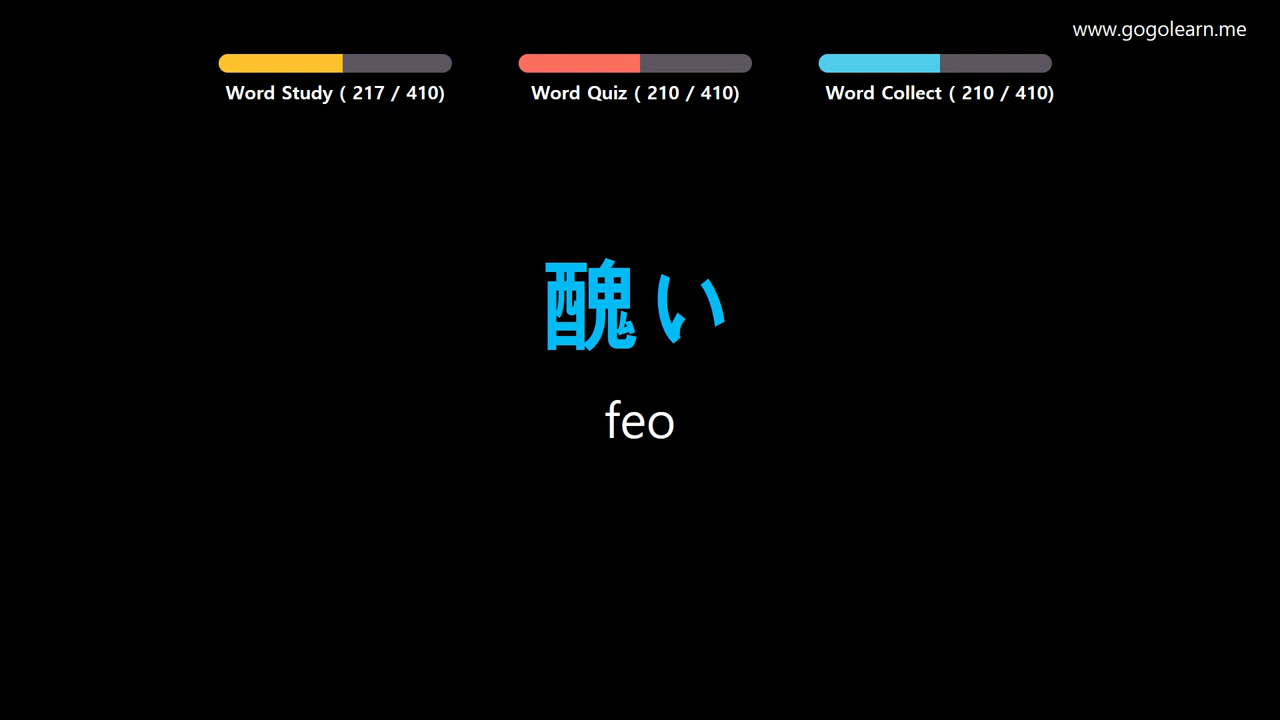 www.gogolearn.me
Word Study ( 217 / 410)
Word Quiz ( 210 / 410)
Word Collect ( 210 / 410)
醜い
feo